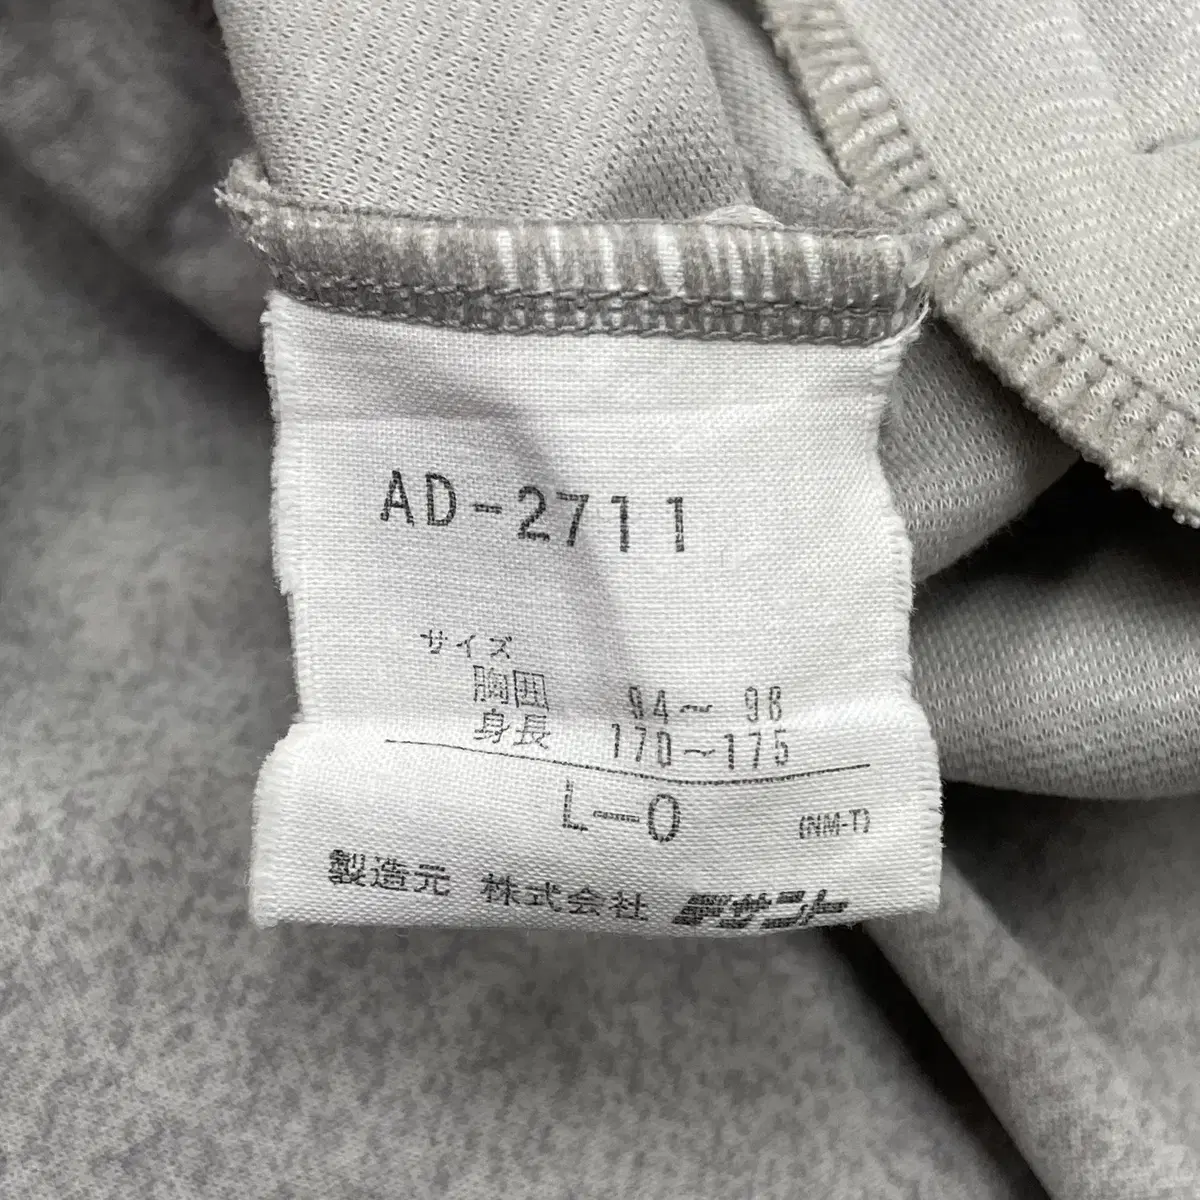 AD-2711
サイズ
胸囲 94～ 98
身長 170～175
L-O (NM-T)
製造元 株式会社 デサント